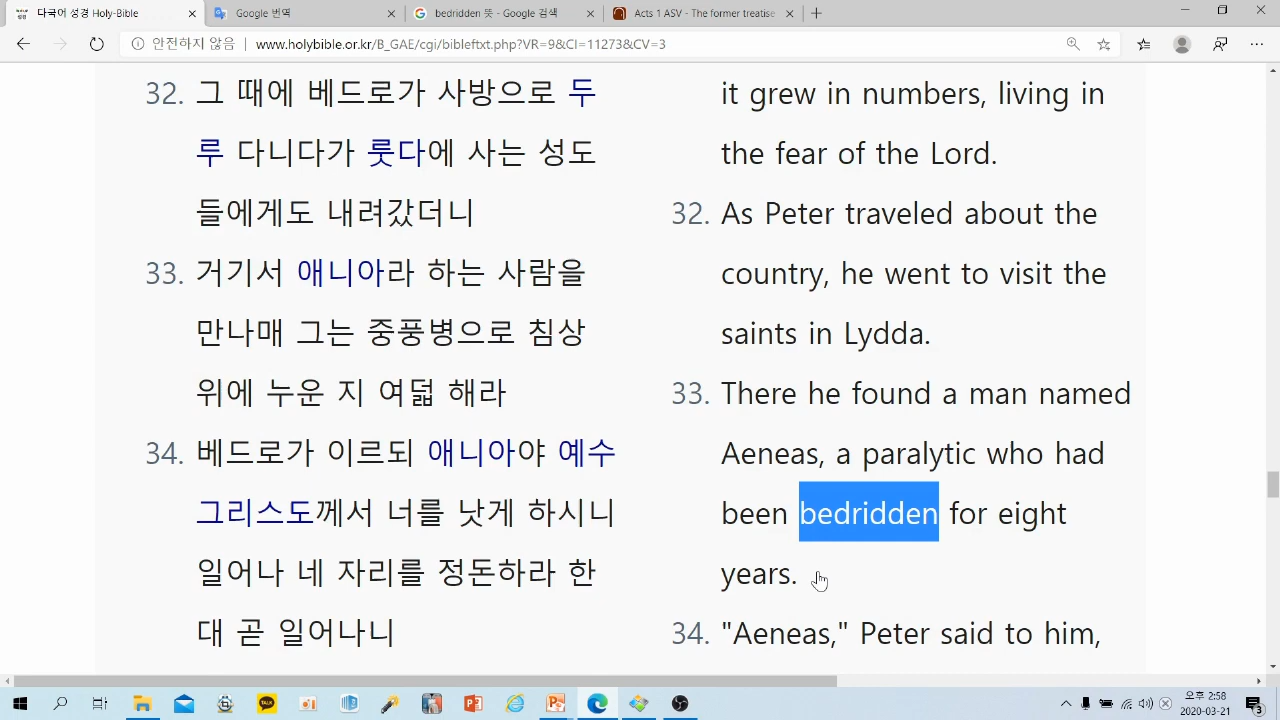 다국어 성경 Holy-Bible
Google 번역
bedridden 뜻 - Google 검색
Acts 1 ASV - The former treatise
안전하지 않음
www.holybible.or.kr/B_GAE/cgi/bibleftxt.php?VR=9&CI=11273&CV=3
32. 그 때에 베드로가 사방으로 두
루 다니다가 룻다에 사는 성도
들에게도 내려갔더니
33. 거기서 애니아라 하는 사람을
만나매 그는 중풍병으로 침상
위에 누운 지 여덟 해라
34. 베드로가 이르되 애니아야 예수
그리스도께서 너를 낫게 하시니
일어나 네 자리를 정돈하라 한
대 곧 일어나니
it grew in numbers, living in
the fear of the Lord.
32. As Peter traveled about the
country, he went to visit the
saints in Lydda.
33. There he found a man named
Aeneas, a paralytic who had
been bedridden for eight
years.
34. "Aeneas," Peter said to him,
TALK
오후 2:58
2020-03-21
3